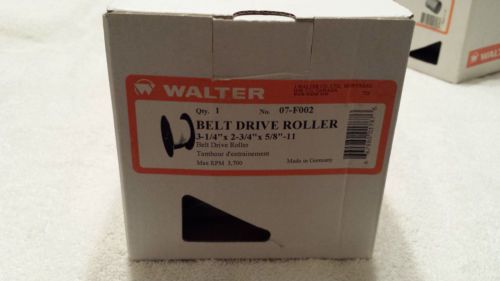 WALTER
Qty. 1 No. 07-F002
BELT DRIVE ROLLER
3-1/4"x 2-3/4"x 5/8"-11
Belt Drive Roller
Tambour d'entrainement
Max RPM 3,700 Made in Germany